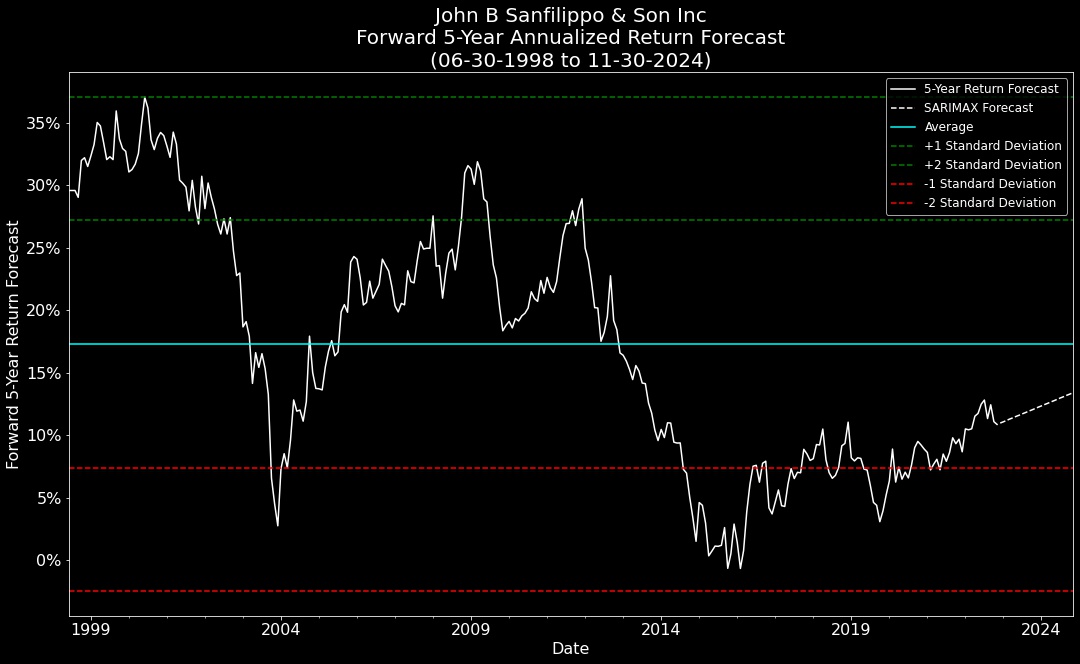 John B Sanfilippo & Son Inc
Forward 5-Year Annualized Return Forecast
(06-30-1998 to 11-30-2024)
5-Year Return Forecast
SARIMAX Forecast
Average
+1 Standard Deviation
+2 Standard Deviation
-1 Standard Deviation
-2 Standard Deviation
Forward 5-Year Return Forecast
35%
30%
25%
20%
15%
10%
5%
0%
1999
2004
2009
2014
2019
2024
Date